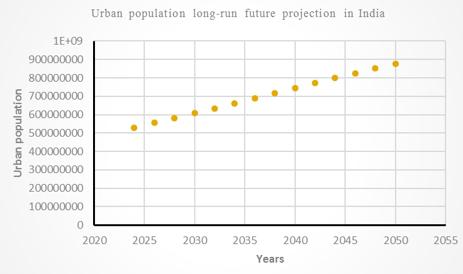 Urban population long-run future projection in India
1E+09
900000000
800000000
700000000
600000000
500000000
400000000
300000000
200000000
100000000
0
Urban population
2020 2025 2030 2035 2040 2045 2050 2055
Years